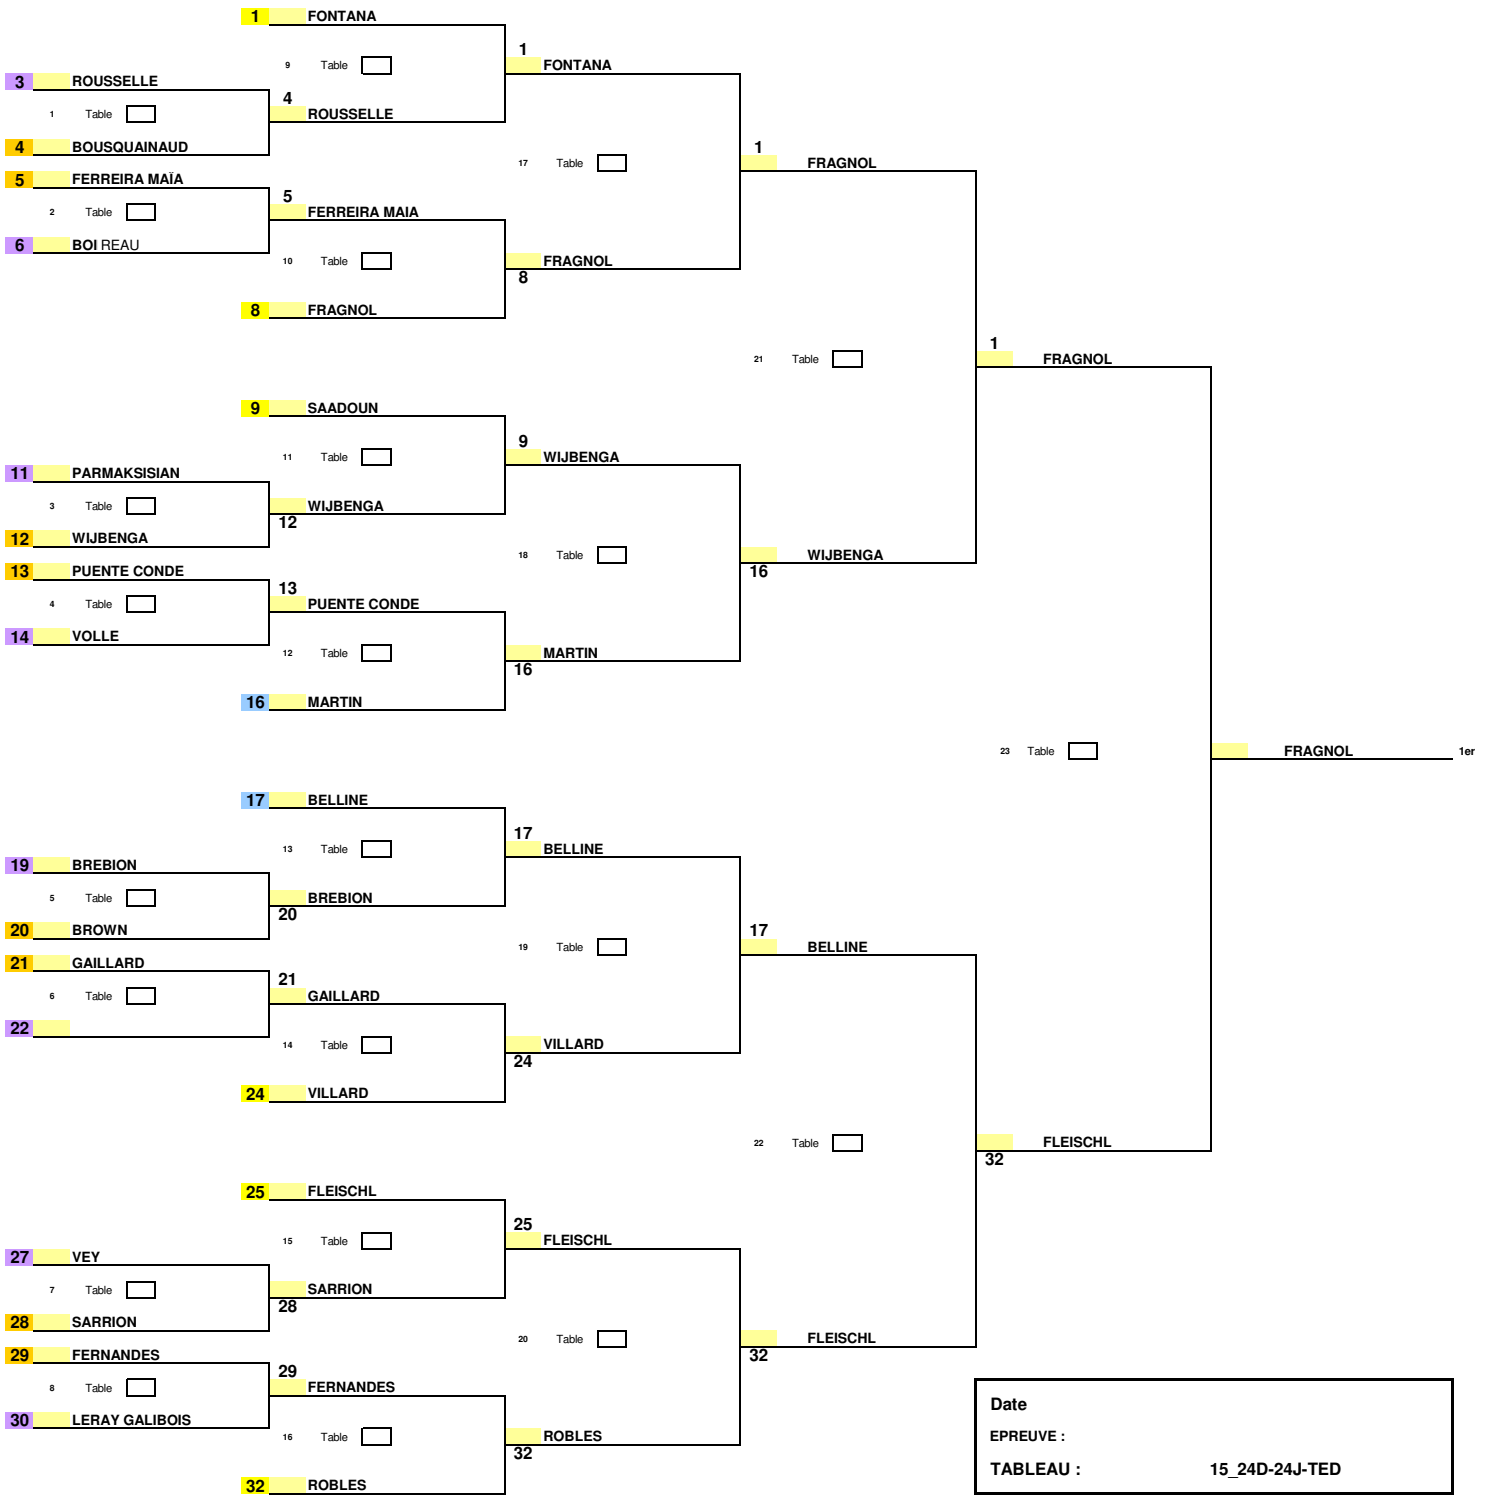 1 FONTANA
1
9 Table FONTANA
3 ROUSSELLE
4
1 Table ROUSSELLE
4 BOUSQUAINAUD
1
17 Table FRAGNOL
5 FERREIRA MAÏA
5
2 Table FERREIRA MAIA
6 BOI REAU
10 Table FRAGNOL
8
8 FRAGNOL
1
21 Table FRAGNOL
9 SAADOUN
9
11 Table WIJBENGA
11 PARMAKSISIAN
3 Table WIJBENGA
12
12 WIJBENGA
18 Table WIJBENGA
16
13 PUENTE CONDE
13
4 Table PUENTE CONDE
14 VOLLE
12 Table MARTIN
16
16 MARTIN
23 Table FRAGNOL 1er
17 BELLINE
17
13 Table BELLINE
19 BREBION
5 Table BREBION
20
20 BROWN
17
19 Table BELLINE
21 GAILLARD
21
6 Table GAILLARD
22
14 Table VILLARD
24
24 VILLARD
22 Table FLEISCHL
32
25 FLEISCHL
25
15 Table FLEISCHL
27 VEY
7 Table SARRION
28
28 SARRION
20 Table FLEISCHL
32
29 FERNANDES
29
8 Table FERNANDES
30 LERAY GALIBOIS
16 Table ROBLES
32
32 ROBLES
Date
EPREUVE :
TABLEAU : 15_24D-24J-TED